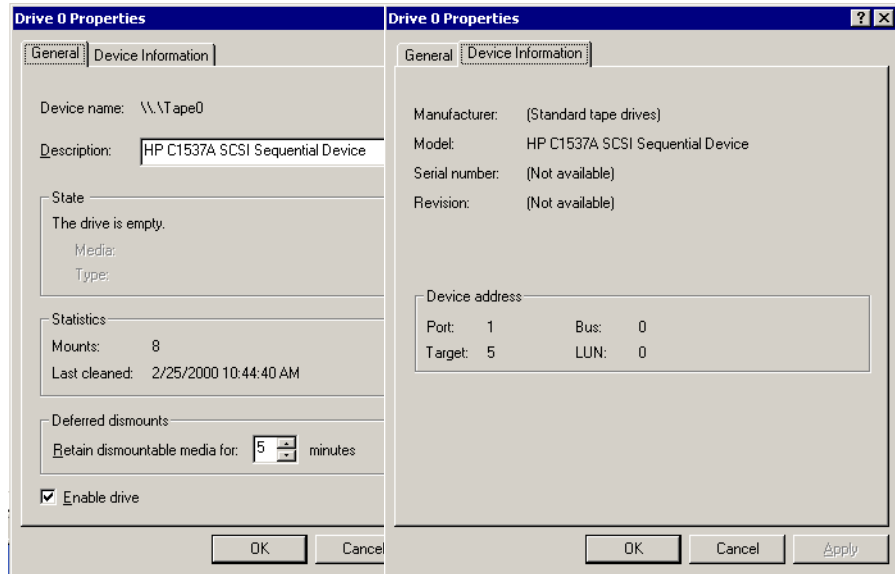 Drive 0 Properties
General Device Information
Device name: \\.\Tape0
Description: HP C1537A SCSI Sequential Device
State
The drive is empty.
Media:
Type:
Statistics
Mounts: 8
Last cleaned: 2/25/2000 10:44:40 AM
Deferred dismounts
Retain dismountable media for: 5 minutes
Enable drive
OK Cancel
Drive 0 Properties
General Device Information
Manufacturer: (Standard tape drives)
Model: HP C1537A SCSI Sequential Device
Serial number: (Not available)
Revision: (Not available)
Device address
Port: 1 Bus: 0
Target: 5 LUN: 0
OK Cancel Apply